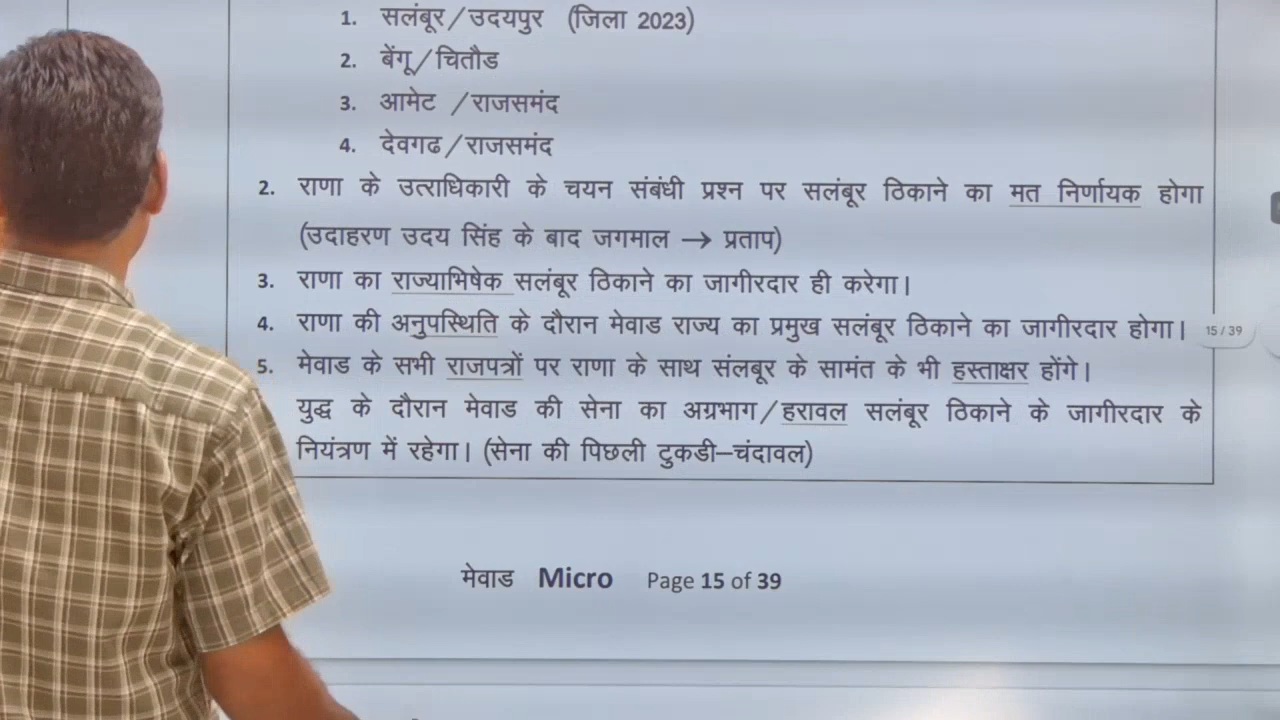 1. सलंबूर/उदयपुर (जिला 2023)
2. बेंगू/चितौड
3. आमेट /राजसमंद
4. देवगढ/राजसमंद
2. राणा के उत्राधिकारी के चयन संबंधी प्रश्न पर सलंबूर ठिकाने का मत निर्णायक होगा
(उदाहरण उदय सिंह के बाद जगमाल → प्रताप)
3. राणा का राज्याभिषेक सलंबूर ठिकाने का जागीरदार ही करेगा।
4. राणा की अनुपस्थिति के दौरान मेवाड राज्य का प्रमुख सलंबूर ठिकाने का जागीरदार होगा।
15 / 39
5. मेवाड के सभी राजपत्रों पर राणा के साथ संलबूर के सामंत के भी हस्ताक्षर होंगे।
युद्ध के दौरान मेवाड की सेना का अग्रभाग/हरावल सलंबूर ठिकाने के जागीरदार के
नियंत्रण में रहेगा। (सेना की पिछली टुकडी–चंदावल)
मेवाड Micro Page 15 of 39